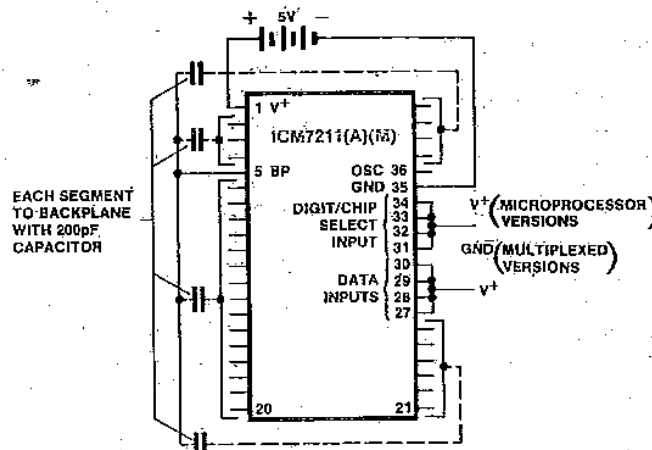 + 5V −
1 V+
ICM7211(A)(M)
5 BP
OSC 36
GND 35
EACH SEGMENT
TO BACKPLANE
WITH 200pF
CAPACITOR
DIGIT/CHIP
SELECT
INPUT
34
33
32
31
V+ (MICROPROCESSOR
VERSIONS)
GND (MULTIPLEXED
VERSIONS)
DATA
INPUTS
30
29
28
27
V+
20
21